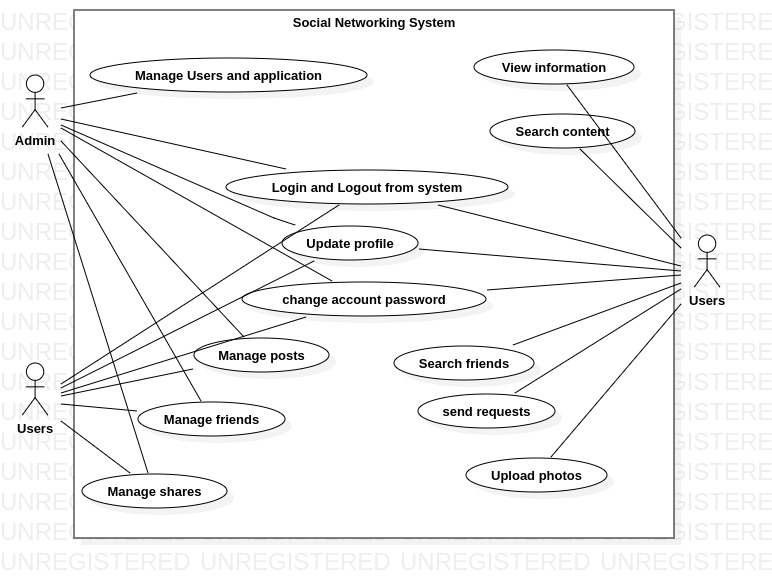 Social Networking System
Manage Users and application
View information
Search content
Admin
Login and Logout from system
Update profile
Users
change account password
Manage posts
Search friends
send requests
Manage friends
Users
Upload photos
Manage shares
UNREGISTERED UNREGISTERED UNREGISTERED UNREGISTERED